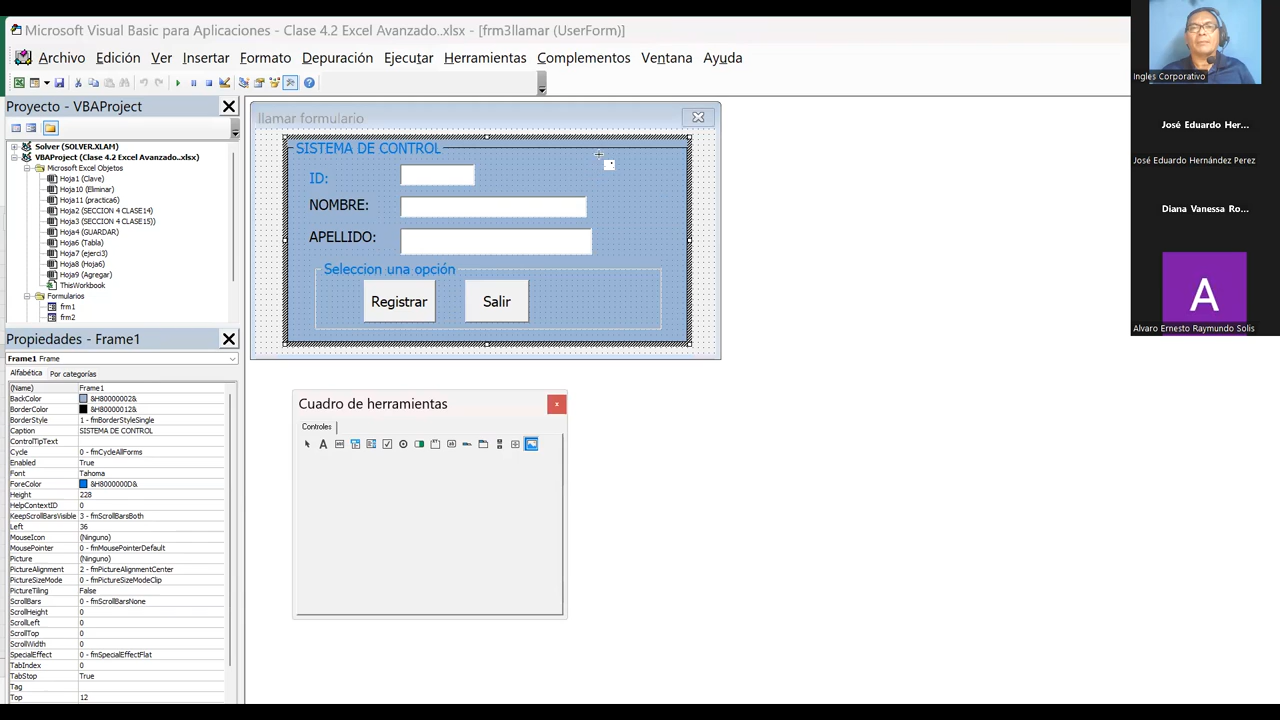 Microsoft Visual Basic para Aplicaciones - Clase 4.2 Excel Avanzado..xlsx - [frm3llamar (UserForm)]
Archivo Edición Ver Insertar Formato Depuración Ejecutar Herramientas Complementos Ventana Ayuda
Proyecto - VBAProject
Solver (SOLVER.XLAM)
VBAProject (Clase 4.2 Excel Avanzado..xlsx)
Microsoft Excel Objetos
Hoja1 (Clave)
Hoja10 (Eliminar)
Hoja11 (practica6)
Hoja2 (SECCION 4 CLASE14)
Hoja3 (SECCION 4 CLASE15))
Hoja4 (GUARDAR)
Hoja6 (Tabla)
Hoja7 (ejerci3)
Hoja8 (Hoja6)
Hoja9 (Agregar)
ThisWorkbook
Formularios
frm1
frm2
Propiedades - Frame1
Frame1 Frame
Alfabética Por categorías
(Name) Frame1
BackColor &H80000002&
BorderColor &H80000012&
BorderStyle 1 - fmBorderStyleSingle
Caption SISTEMA DE CONTROL
ControlTipText
Cycle 0 - fmCycleAllForms
Enabled True
Font Tahoma
ForeColor &H8000000D&
Height 228
HelpContextID 0
KeepScrollBarsVisible 3 - fmScrollBarsBoth
Left 36
MouseIcon (Ninguno)
MousePointer 0 - fmMousePointerDefault
Picture (Ninguno)
PictureAlignment 2 - fmPictureAlignmentCenter
PictureSizeMode 0 - fmPictureSizeModeClip
PictureTiling False
ScrollBars 0 - fmScrollBarsNone
ScrollHeight 0
ScrollLeft 0
ScrollTop 0
ScrollWidth 0
SpecialEffect 0 - fmSpecialEffectFlat
TabIndex 0
TabStop True
Tag
Top 12
llamar formulario
SISTEMA DE CONTROL
ID:
NOMBRE:
APELLIDO:
Seleccion una opción
Registrar Salir
Cuadro de herramientas
Controles
Ingles Corporativo
José Eduardo Her...
José Eduardo Hernández Perez
Diana Vanessa Ro...
A
Alvaro Ernesto Raymundo Solis